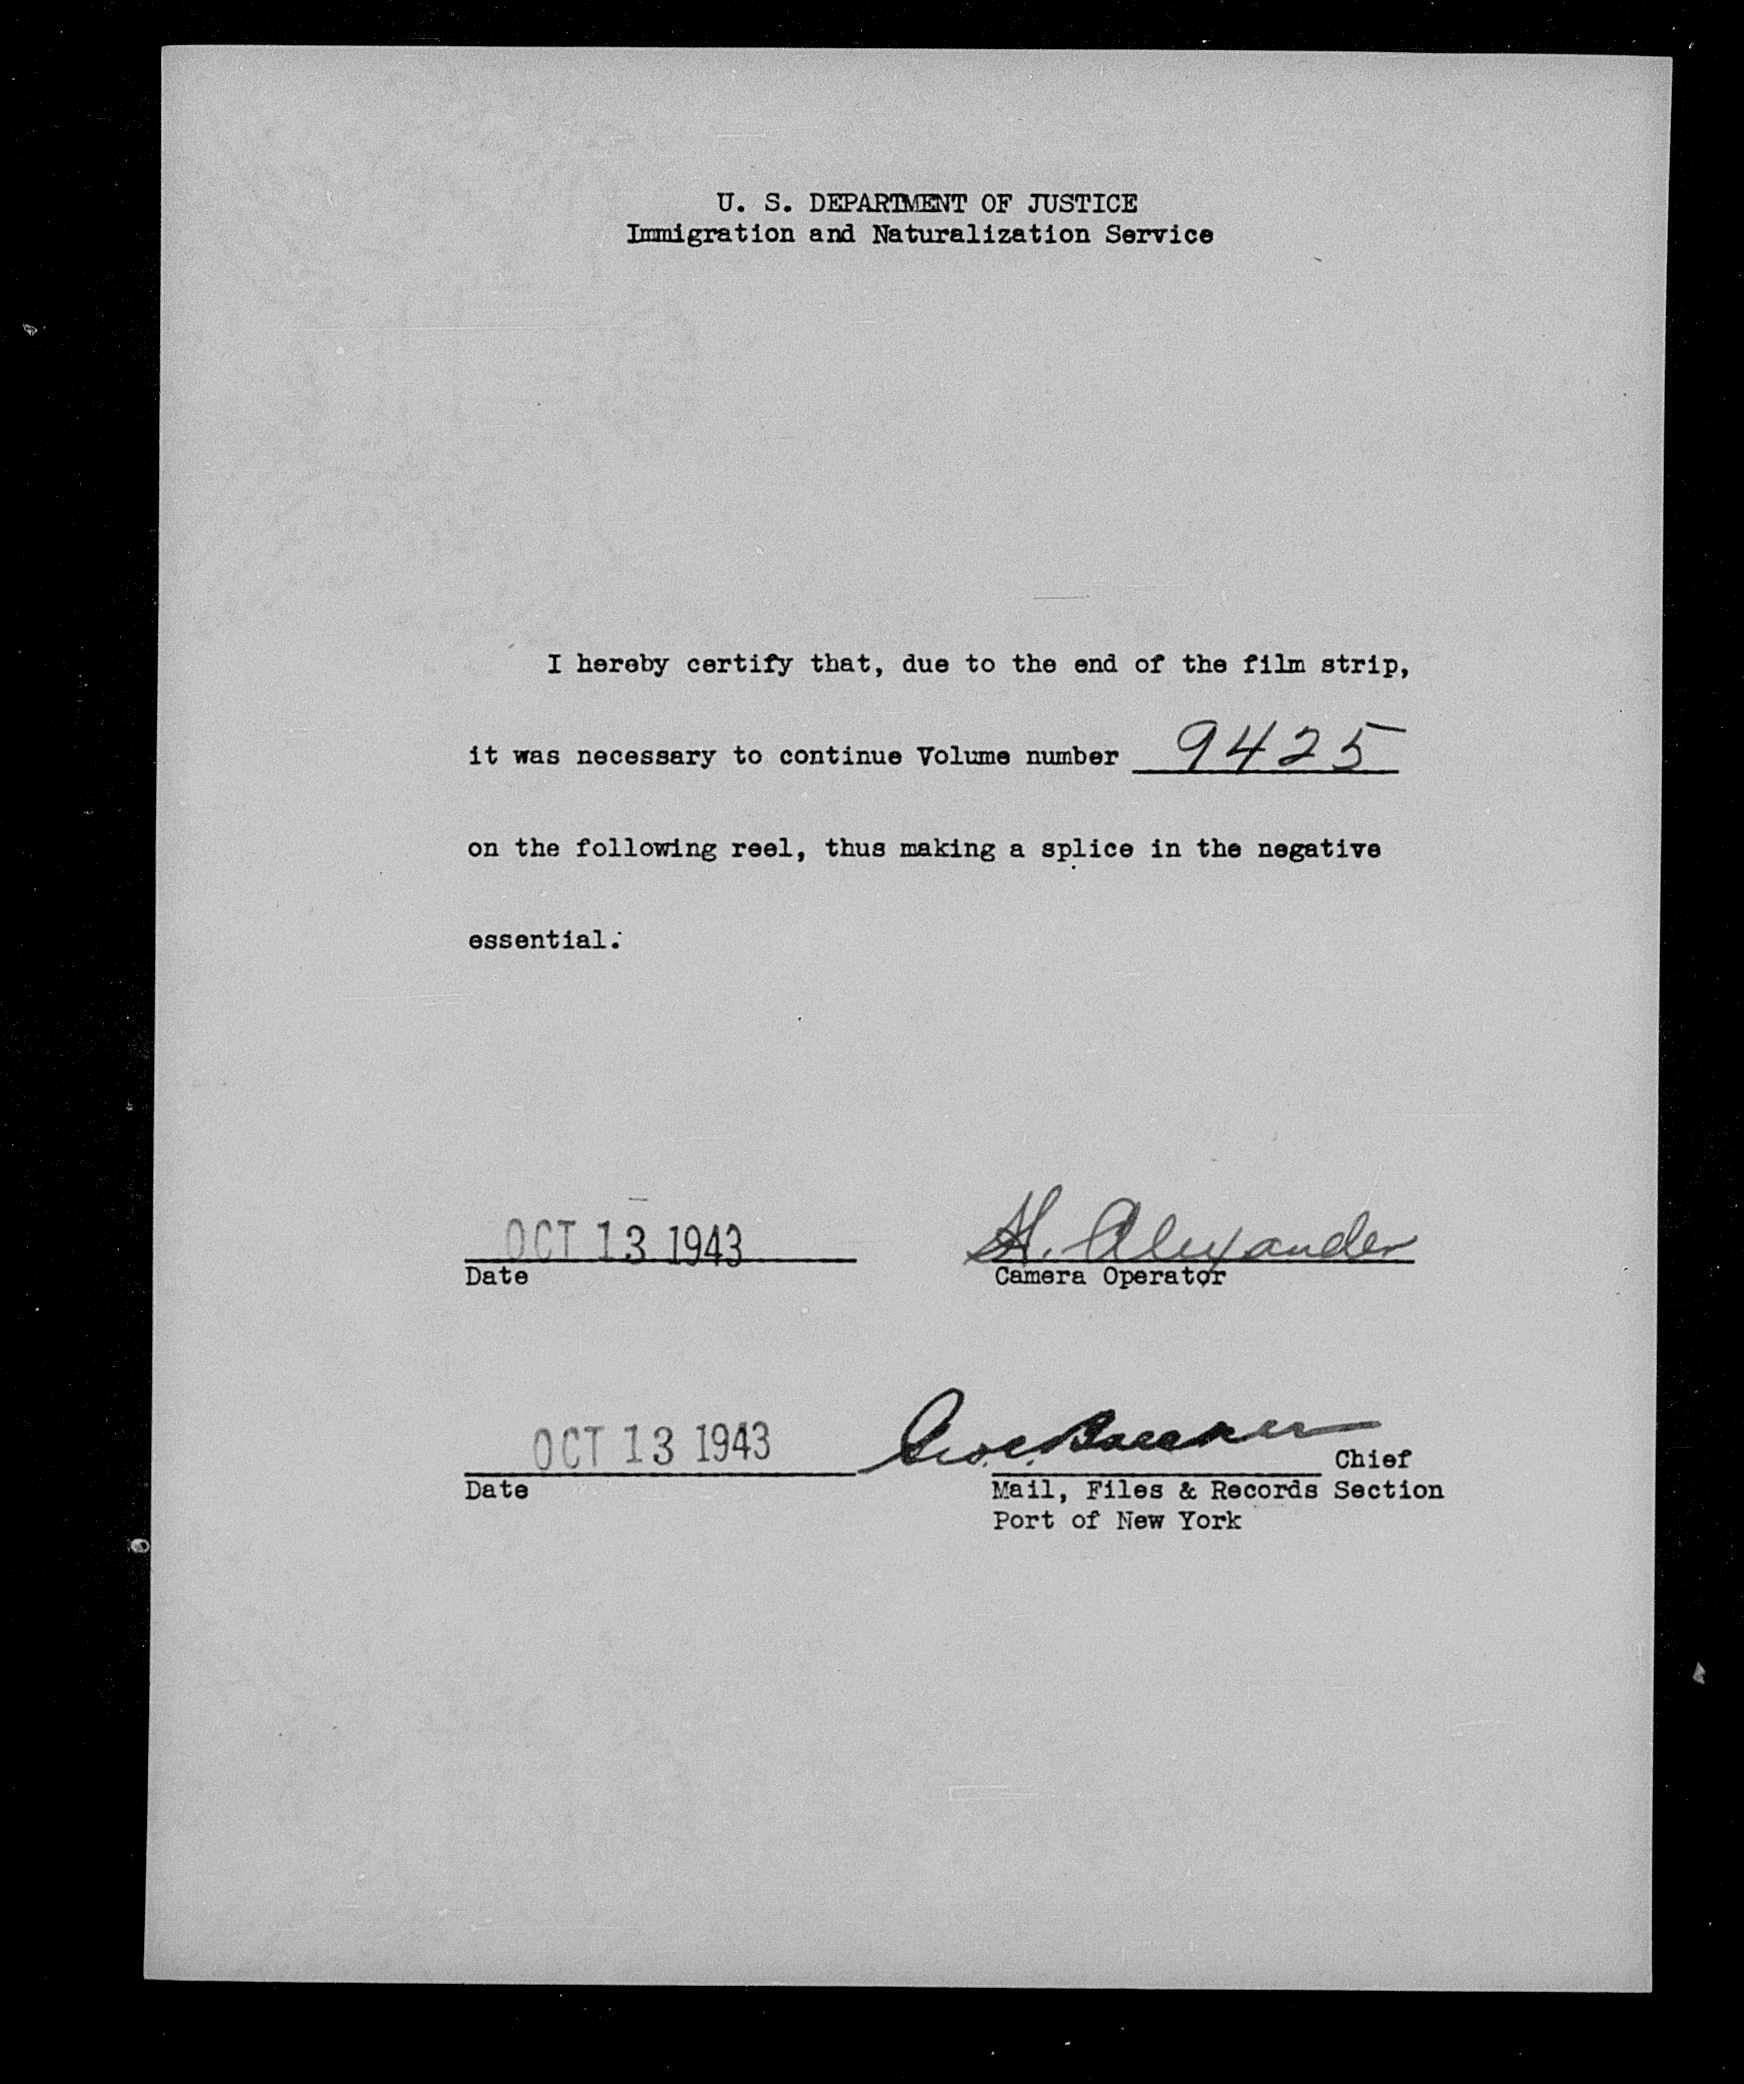 U. S. DEPARTMENT OF JUSTICE
Immigration and Naturalization Service
I hereby certify that, due to the end of the film strip,
it was necessary to continue Volume number 9425
on the following reel, thus making a splice in the negative
essential.
OCT 13 1943 H. Alexander
Date Camera Operator
OCT 13 1943 Chief
Date Mail, Files & Records Section
Port of New York